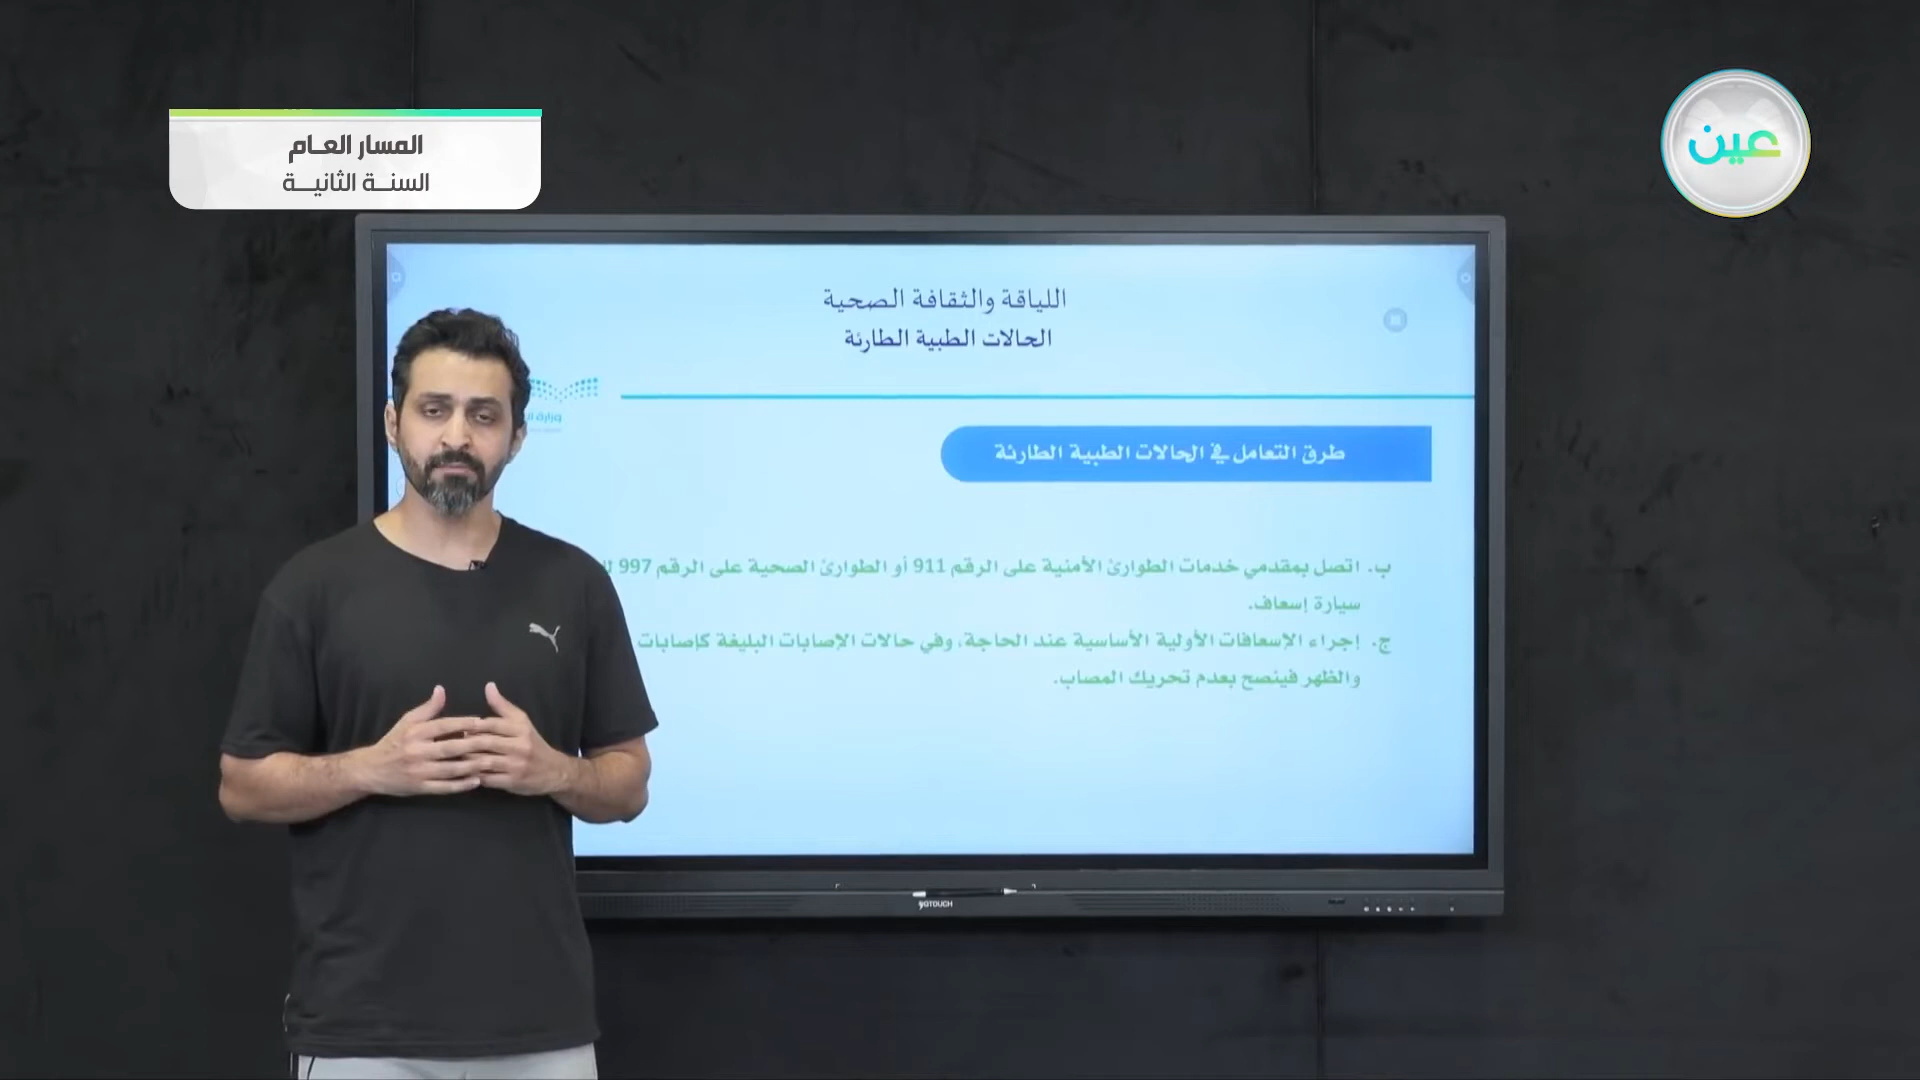 المسار العام
السنة الثانية
عين
اللياقة والثقافة الصحية
الحالات الطبية الطارئة
وزارة
طرق التعامل في الحالات الطبية الطارئة
ب. اتصل بمقدمي خدمات الطوارئ الأمنية على الرقم 911 أو الطوارئ الصحية على الرقم 997
سيارة إسعاف.
ج. إجراء الإسعافات الأولية الأساسية عند الحاجة، وفي حالات الإصابات البليغة كإصابات
والظهر فينصح بعدم تحريك المصاب.